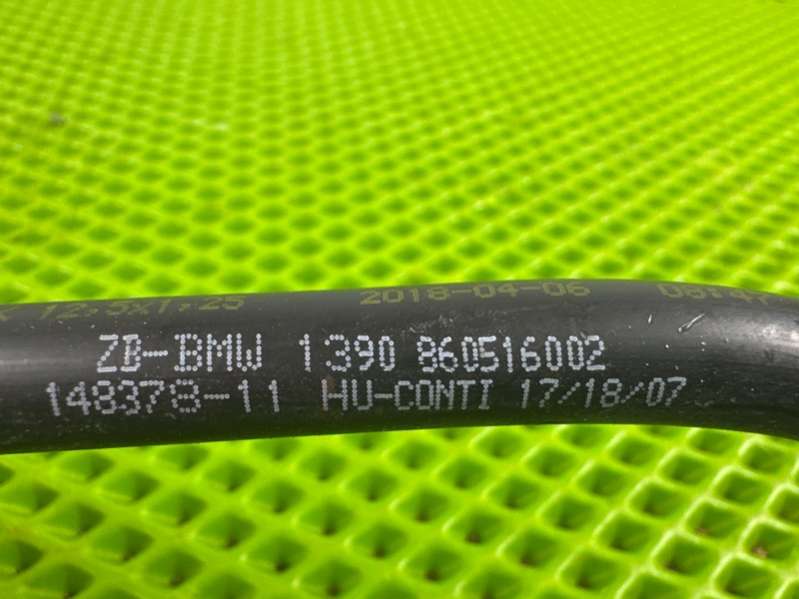 12,5X1,25 2018-04-06
ZB-BMW 1390 860516002
148378-11 HU-CONTI 17/18/07